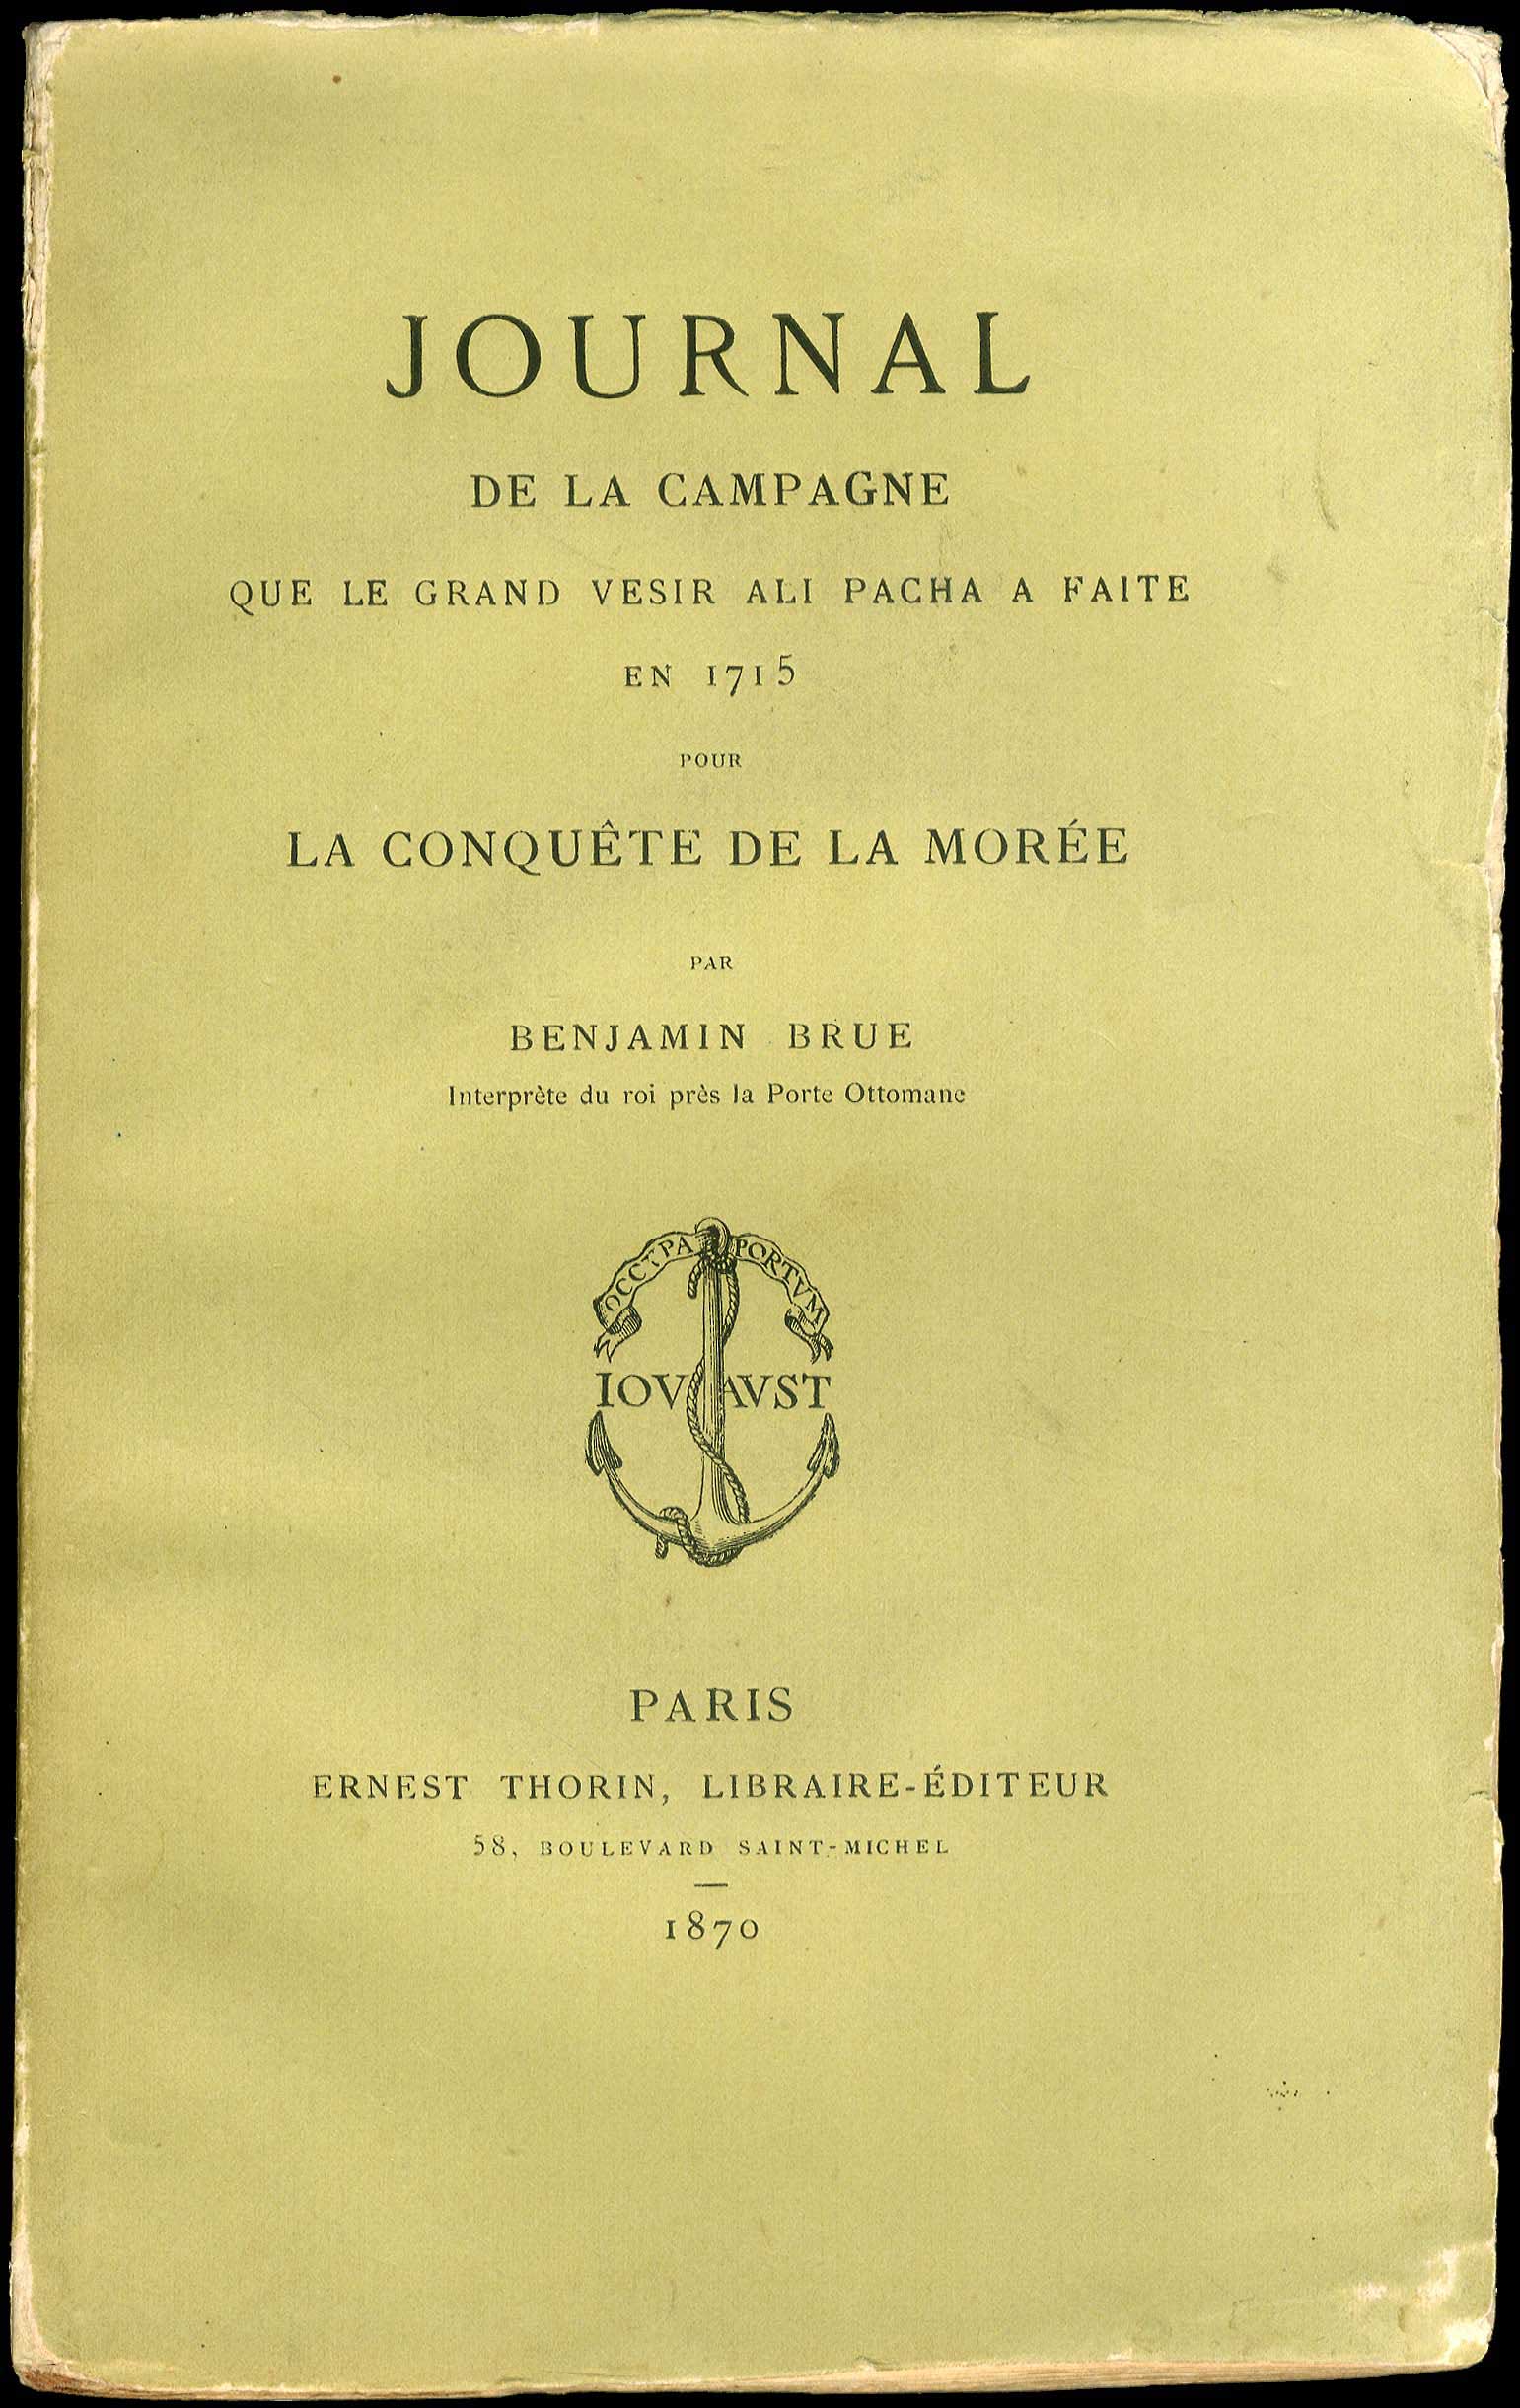 JOURNAL
DE LA CAMPAGNE
QUE LE GRAND VESIR ALI PACHA A FAITE
EN 1715
POUR
LA CONQUÊTE DE LA MORÉE
PAR
BENJAMIN BRUE
Interprète du roi près la Porte Ottomane
OCCVPA PORTVM
IOV AVST
PARIS
ERNEST THORIN, LIBRAIRE-ÉDITEUR
58, BOULEVARD SAINT-MICHEL
1870